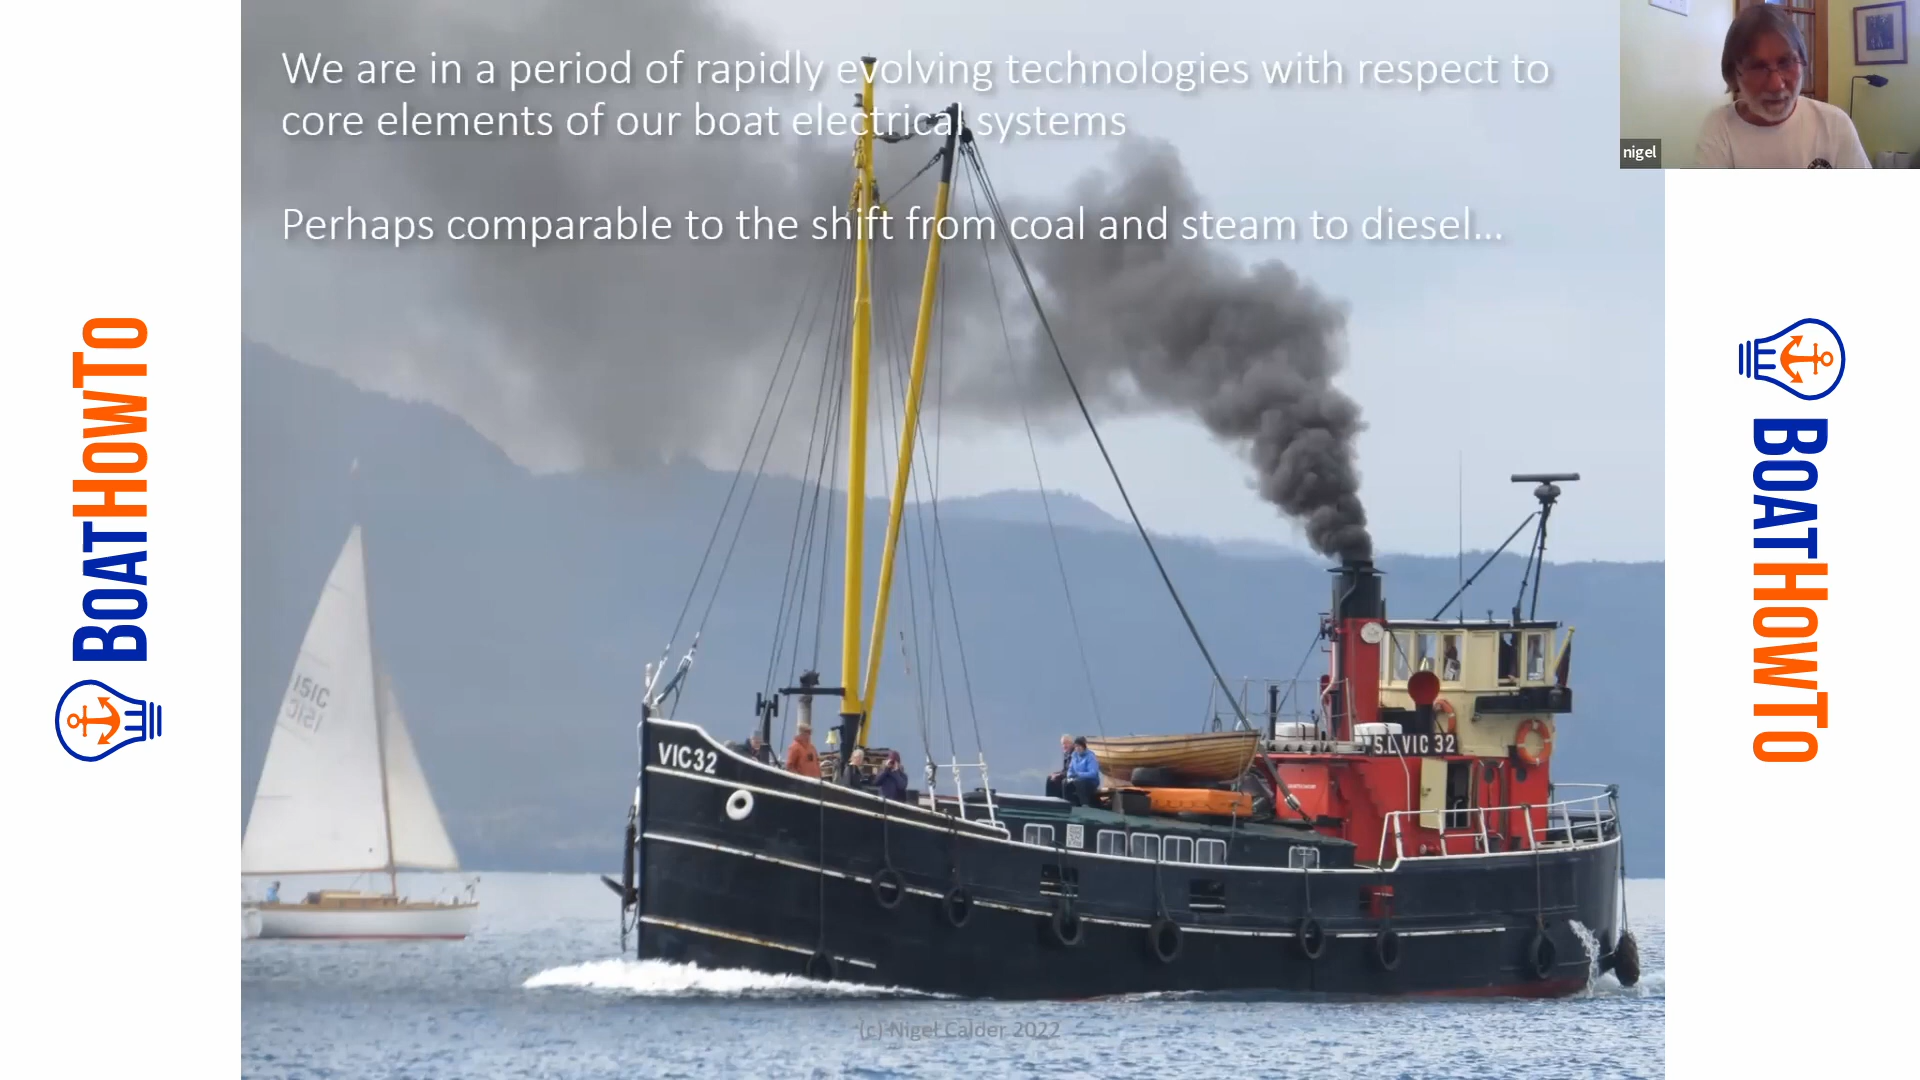 We are in a period of rapidly evolving technologies with respect to
core elements of our boat electrical systems
Perhaps comparable to the shift from coal and steam to diesel...
nigel
BOATHOWTO
BOATHOWTO
151C
151C
VIC32
S.L VIC 32
(c) Nigel Calder 2022